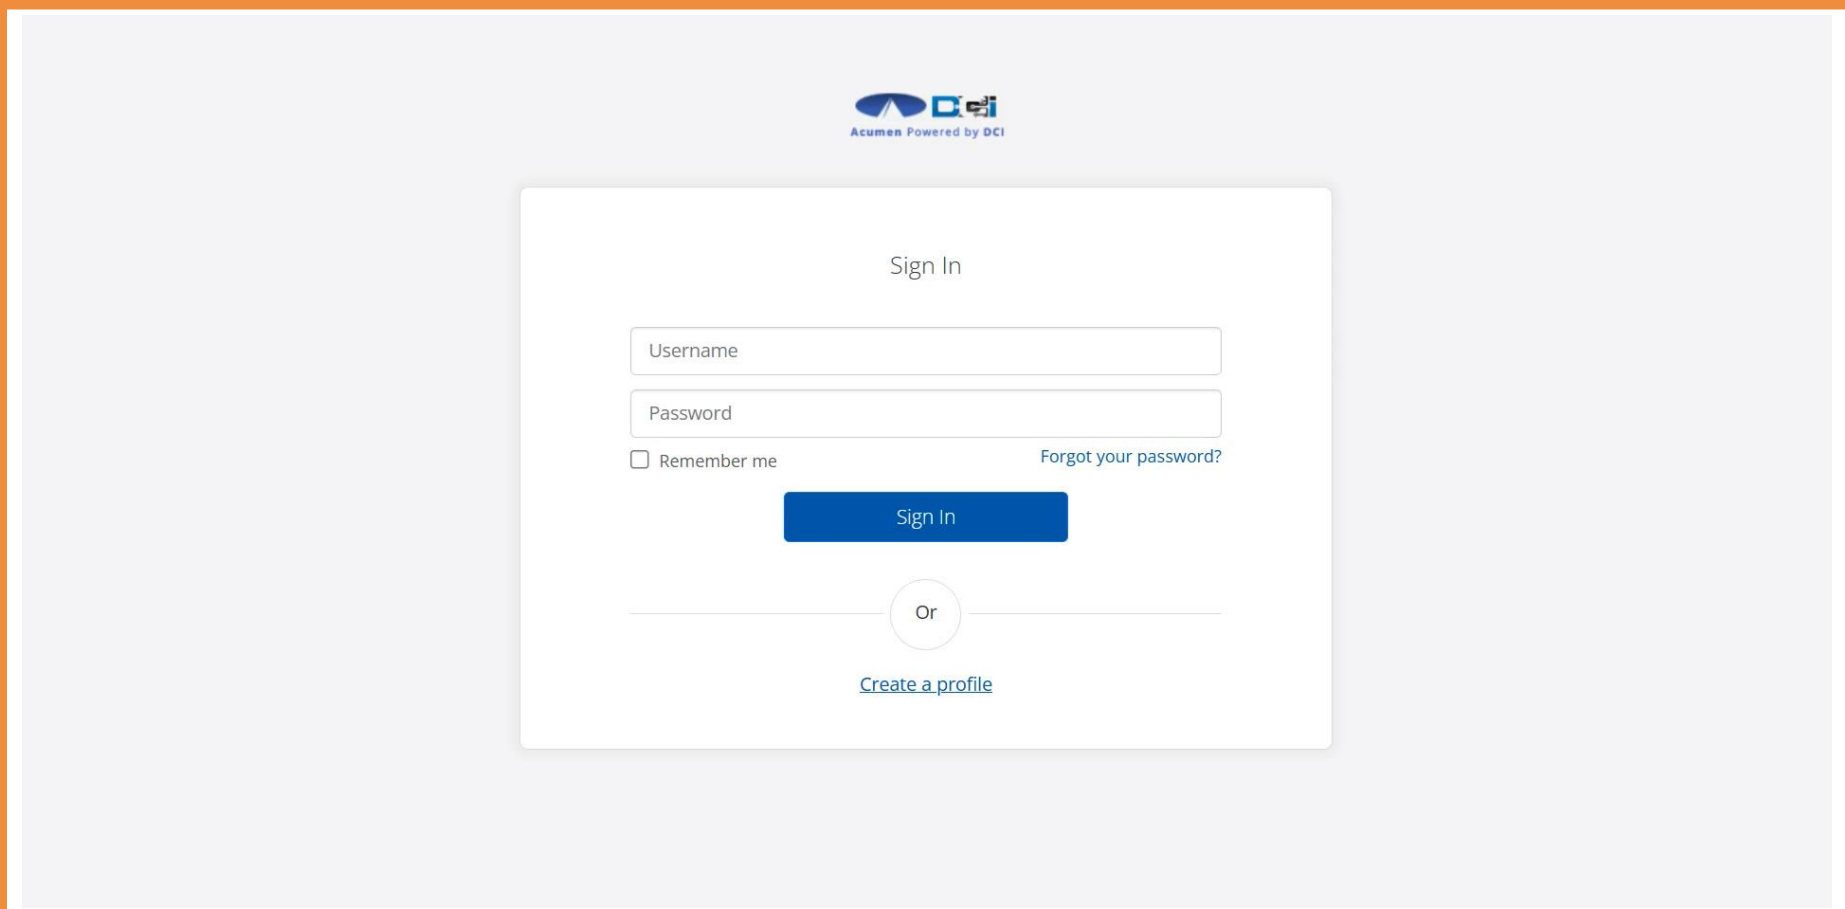 DCi
Acumen Powered by DCI
Sign In
Username
Password
Remember me
Forgot your password?
Sign In
Or
Create a profile